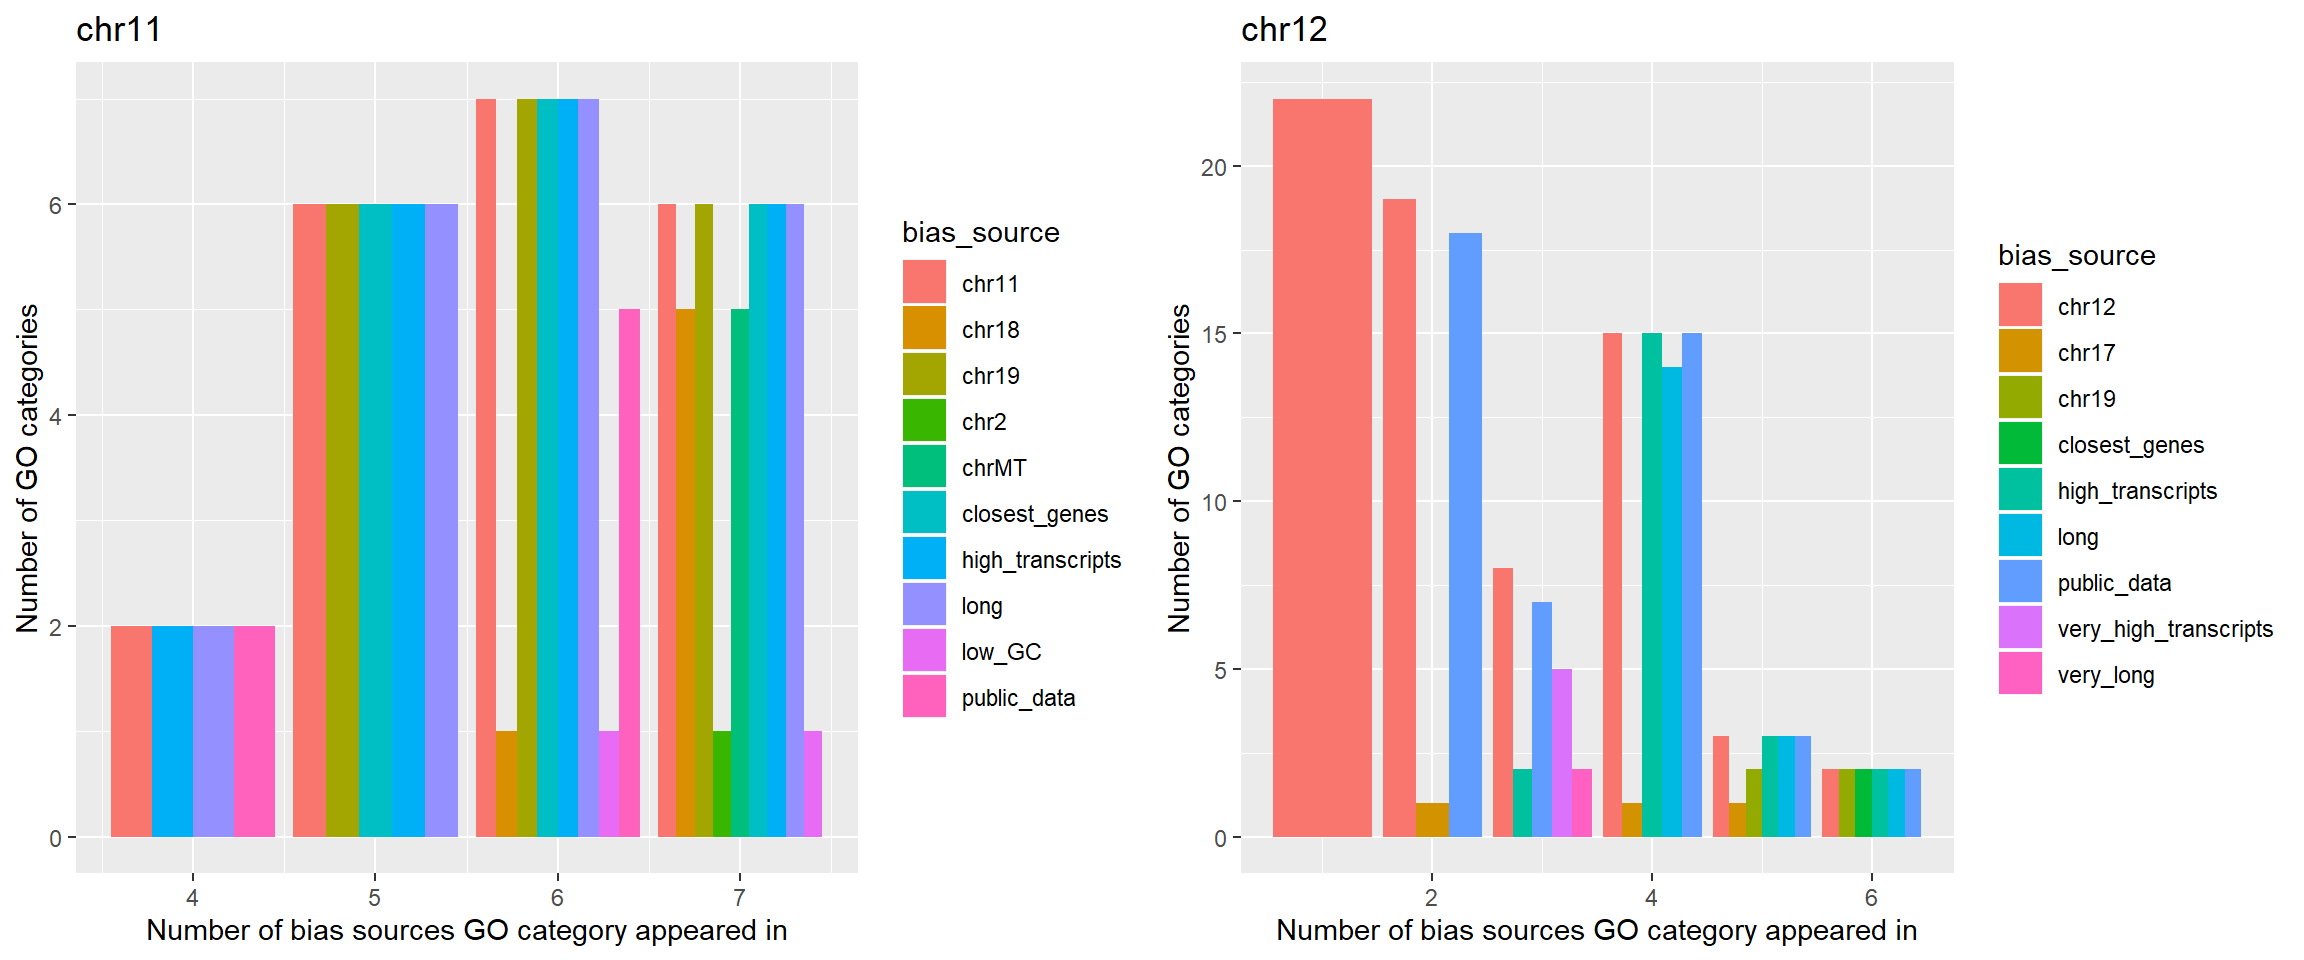 chr11
Number of GO categories
6
4
2
0
4
5
6
7
Number of bias sources GO category appeared in
bias_source
chr11
chr18
chr19
chr2
chrMT
closest_genes
high_transcripts
long
low_GC
public_data
chr12
Number of GO categories
20
15
10
5
0
2
4
6
Number of bias sources GO category appeared in
bias_source
chr12
chr17
chr19
closest_genes
high_transcripts
long
public_data
very_high_transcripts
very_long